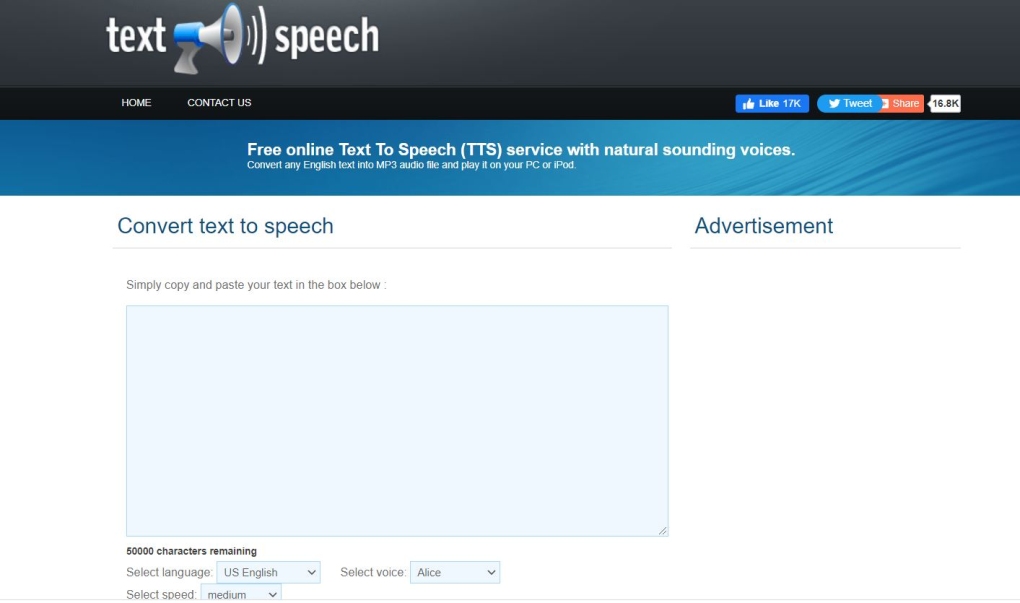 text speech
HOME CONTACT US Like 17K Tweet Share 16.8K
Free online Text To Speech (TTS) service with natural sounding voices.
Convert any English text into MP3 audio file and play it on your PC or iPod.
Convert text to speech
Advertisement
Simply copy and paste your text in the box below :
50000 characters remaining
Select language: US English Select voice: Alice
Select speed: medium